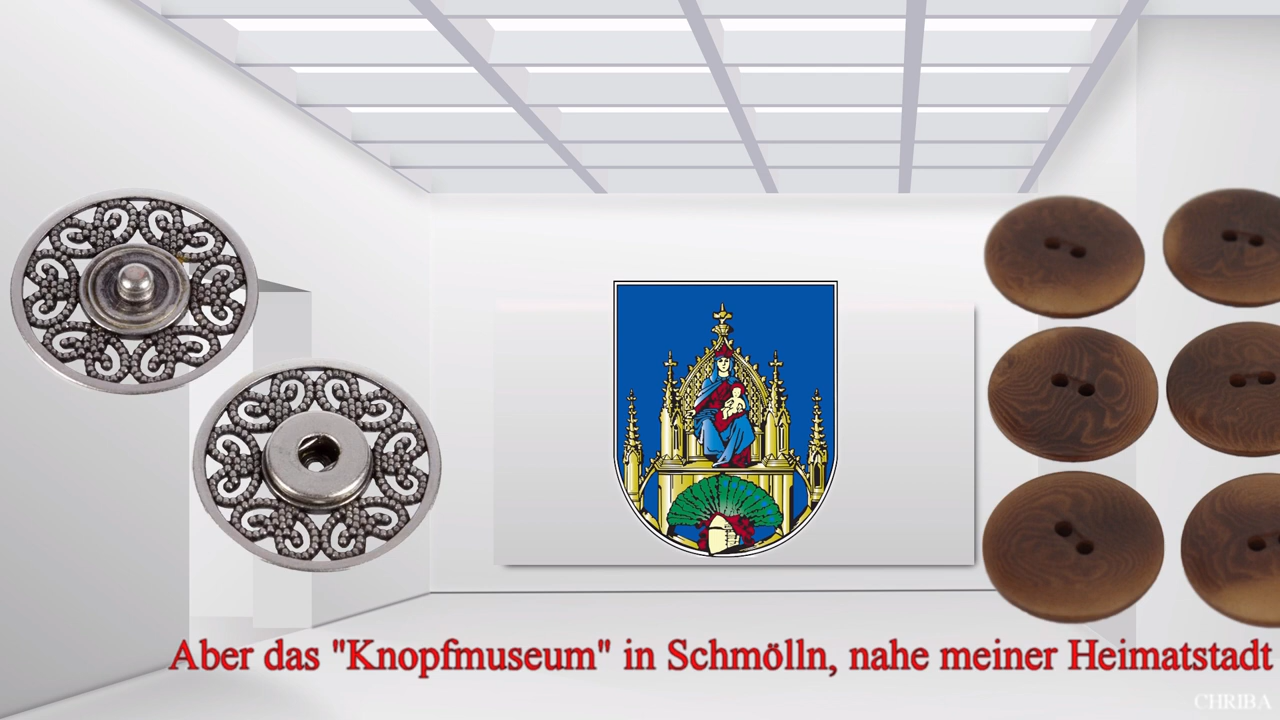 Aber das "Knopfmuseum" in Schmölln, nahe meiner Heimatstadt
CHRIBA